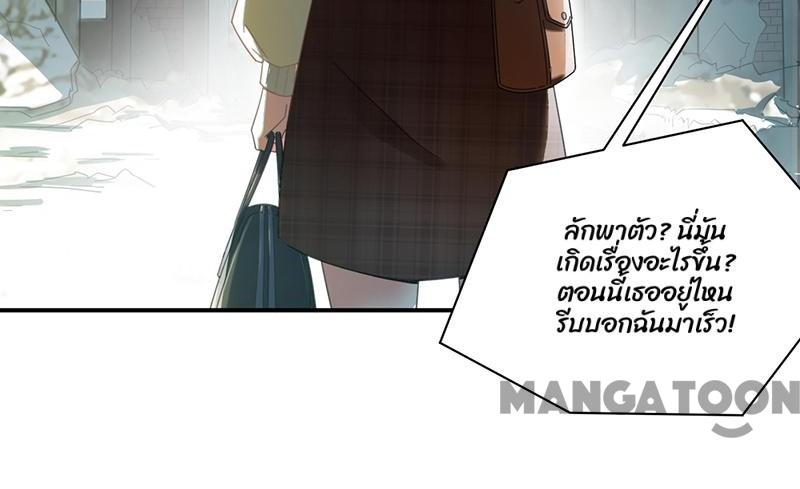 ลักพาตัว? นี่มัน
เกิดเรื่องอะไรขึ้น?
ตอนนี้เธออยู่ไหน
รีบบอกฉันมาเร็ว!
MANGATOON